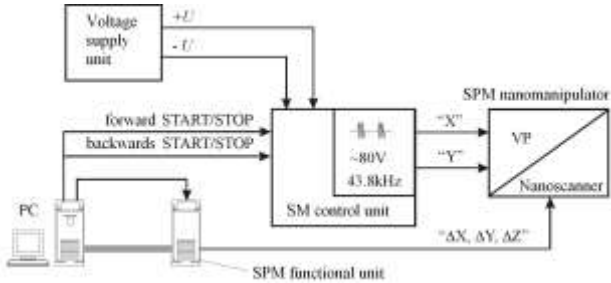 Voltage
supply
unit
+U
- U
forward START/STOP
backwards START/STOP
~80V
43.8kHz
SM control unit
"X"
"Y"
SPM nanomanipulator
VP
Nanoscanner
PC
"ΔX, ΔY, ΔZ"
SPM functional unit